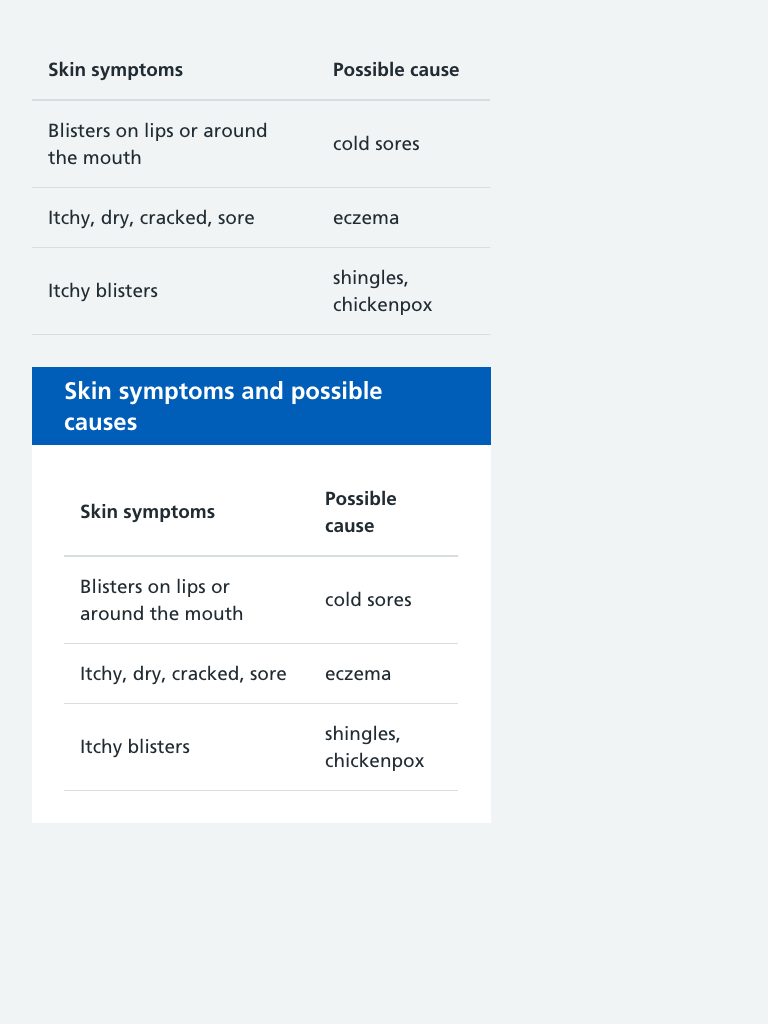 Skin symptoms Possible cause
Blisters on lips or around
the mouth
cold sores
Itchy, dry, cracked, sore eczema
Itchy blisters
shingles,
chickenpox
Skin symptoms and possible
causes
Skin symptoms
Possible
cause
Blisters on lips or
around the mouth
cold sores
Itchy, dry, cracked, sore eczema
Itchy blisters
shingles,
chickenpox